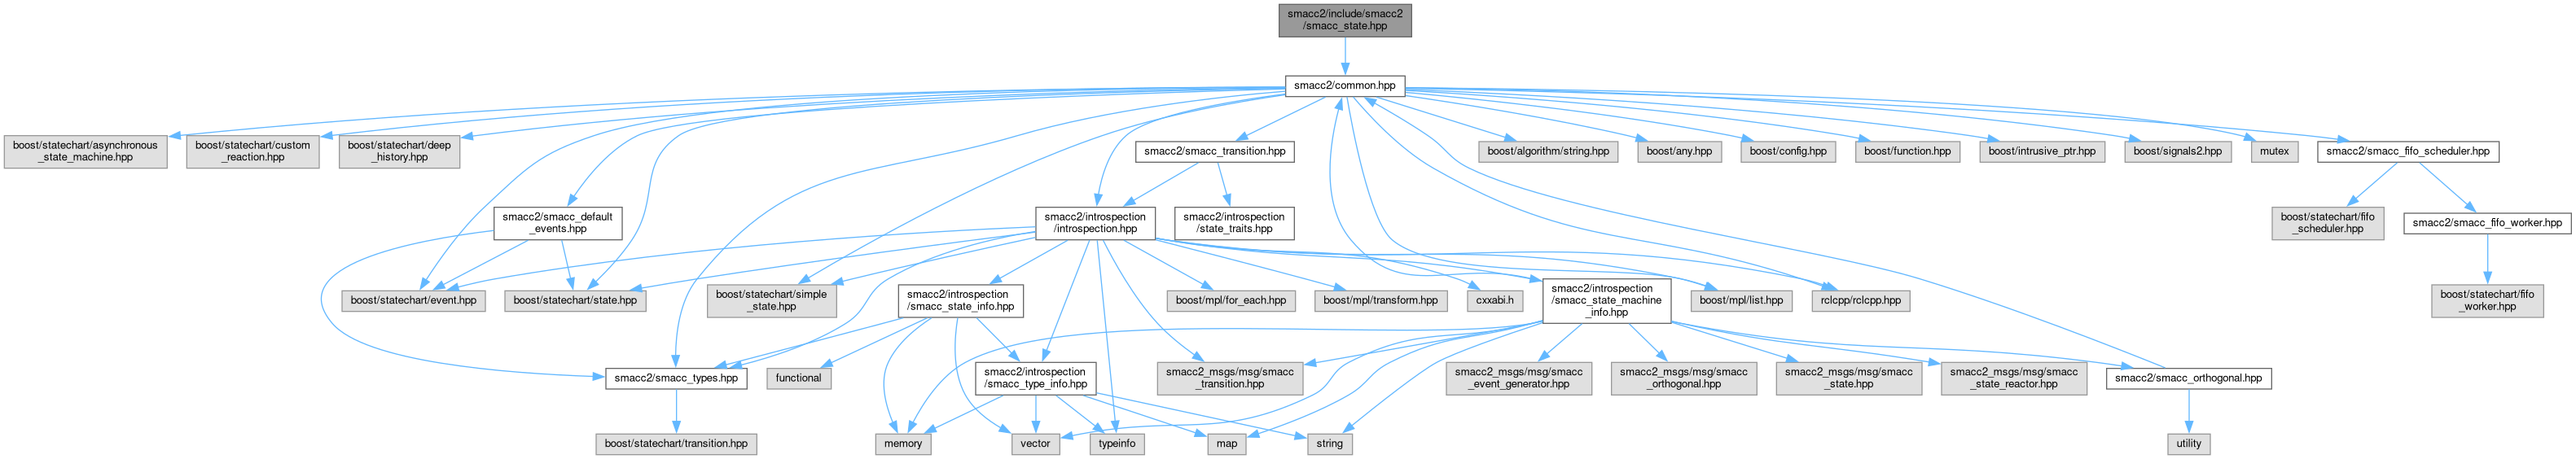 smacc2/include/smacc2
/smacc_state.hpp
smacc2/common.hpp
boost/statechart/asynchronous
_state_machine.hpp
boost/statechart/custom
_reaction.hpp
boost/statechart/deep
_history.hpp
smacc2/smacc_transition.hpp
boost/algorithm/string.hpp
boost/any.hpp
boost/config.hpp
boost/function.hpp
boost/intrusive_ptr.hpp
boost/signals2.hpp
mutex
smacc2/smacc_fifo_scheduler.hpp
smacc2/smacc_default
_events.hpp
smacc2/introspection
/introspection.hpp
smacc2/introspection
/state_traits.hpp
boost/statechart/fifo
_scheduler.hpp
smacc2/smacc_fifo_worker.hpp
boost/statechart/event.hpp
boost/statechart/state.hpp
boost/statechart/simple
_state.hpp
smacc2/introspection
/smacc_state_info.hpp
boost/mpl/for_each.hpp
boost/mpl/transform.hpp
cxxabi.h
smacc2/introspection
/smacc_state_machine
_info.hpp
boost/mpl/list.hpp
rclcpp/rclcpp.hpp
boost/statechart/fifo
_worker.hpp
smacc2/smacc_types.hpp
functional
smacc2/introspection
/smacc_type_info.hpp
smacc2_msgs/msg/smacc
_transition.hpp
smacc2_msgs/msg/smacc
_event_generator.hpp
smacc2_msgs/msg/smacc
_orthogonal.hpp
smacc2_msgs/msg/smacc
_state.hpp
smacc2_msgs/msg/smacc
_state_reactor.hpp
smacc2/smacc_orthogonal.hpp
boost/statechart/transition.hpp
memory
vector
typeinfo
map
string
utility